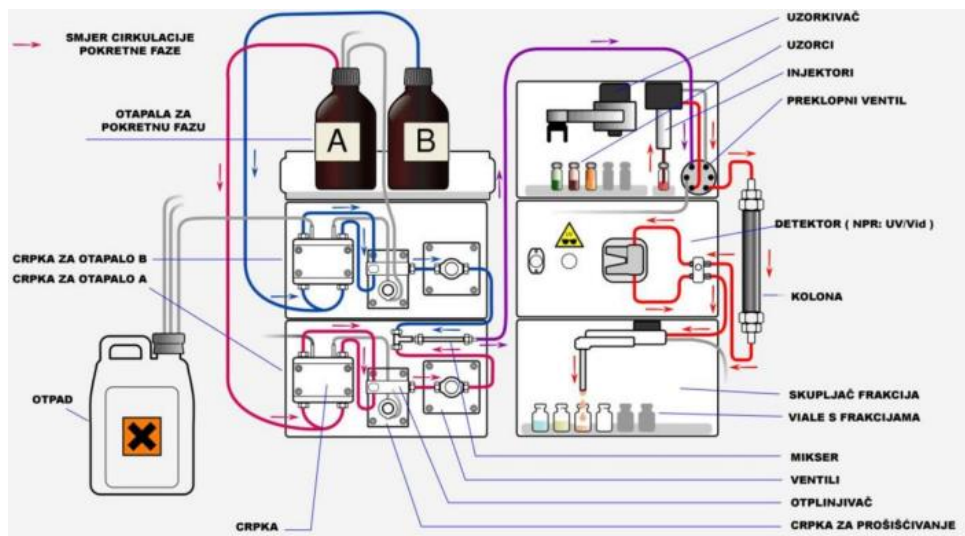 SMJER CIRKULACIJE
POKRETNE FAZE
OTAPALA ZA
POKRETNU FAZU
A
B
CRPKA ZA OTAPALO B
CRPKA ZA OTAPALO A
OTPAD
CRPKA
UZORKIVAČ
UZORCI
INJEKTORI
PREKLOPNI VENTIL
DETEKTOR ( NPR: UV/Vid )
KOLONA
SKUPLJAČ FRAKCIJA
VIALE S FRAKCIJAMA
MIKSER
VENTILI
OTPLINJIVAČ
CRPKA ZA PROŠIŠĆIVANJE